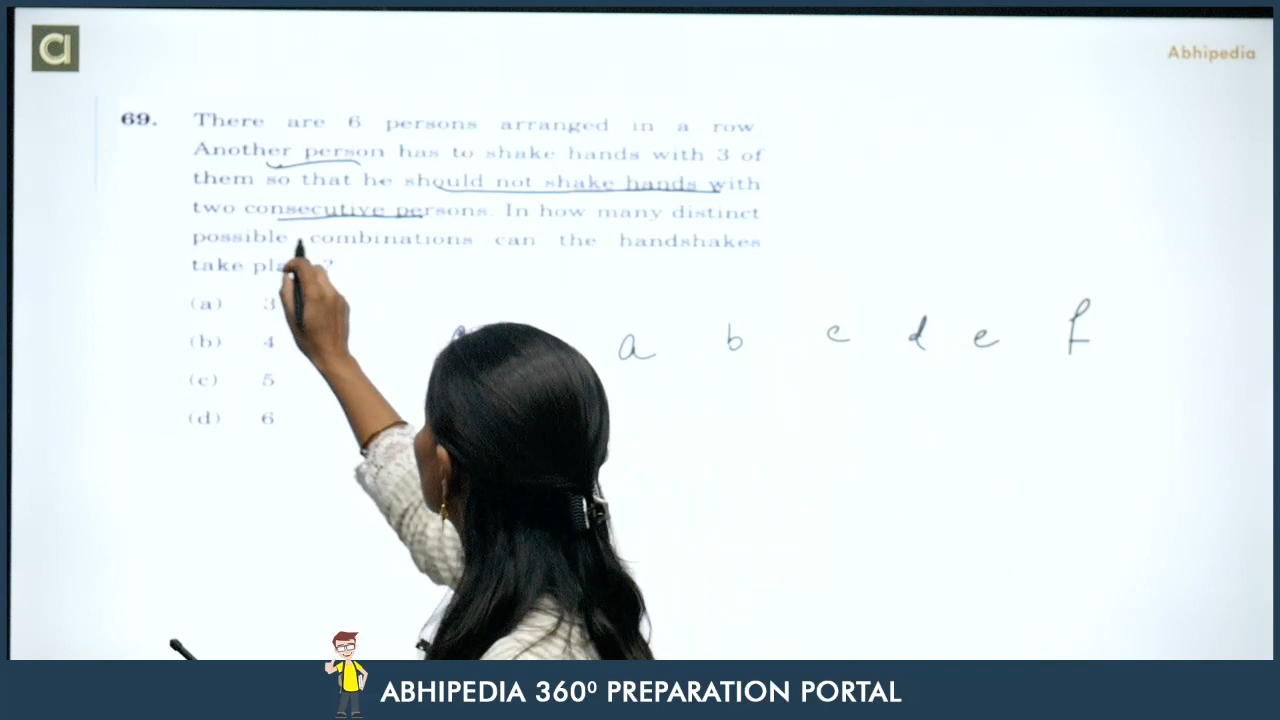 Abhipedia
69. There are 6 persons arranged in a row
Another person has to shake hands with 3 of
them so that he should not shake hands with
two consecutive persons. In how many distinct
possible combinations can the handshakes
take ?
(a) 3
(b) 4
(c) 5
(d) 6
a b c d e f
ABHIPEDIA 360⁰ PREPARATION PORTAL